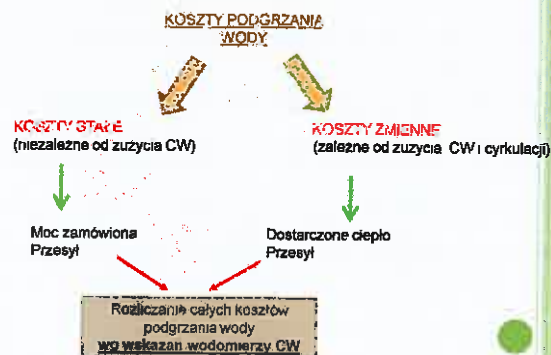 KOSZTY PODGRZANIA
WODY
KOSZTY STAŁE
(niezależne od zużycia CW)
KOSZTY ZMIENNE
(zależne od zużycia CW i cyrkulacji)
Moc zamówiona
Przesył
Dostarczone ciepło
Przesył
Rozliczanie całych kosztów
podgrzania wody
wg wskazań wodomierzy CW